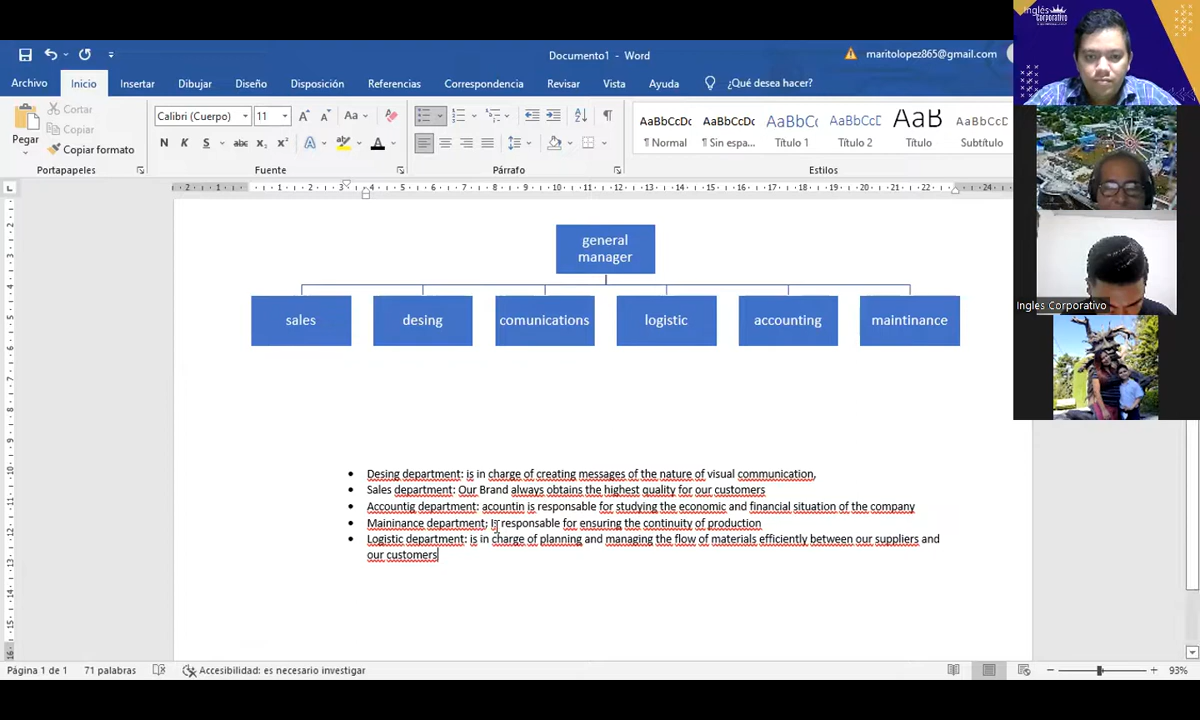 Documento1 - Word
maritolopez865@gmail.com
Archivo Inicio Insertar Dibujar Diseño Disposición Referencias Correspondencia Revisar Vista Ayuda ¿Qué desea hacer?
Pegar
Cortar
Copiar
Copiar formato
Portapapeles
Calibri (Cuerpo) 11
N K S abc x₂ x²
Fuente
Párrafo
AaBbCcDc AaBbCcDc AaBbCcD AaBbCcD AaB AaBbCcD
¶ Normal ¶ Sin espa... Título 1 Título 2 Título Subtítulo
Estilos
general
manager
sales desing comunications logistic accounting maintinance
• Desing department: is in charge of creating messages of the nature of visual communication,
• Sales department: Our Brand always obtains the highest quality for our customers
• Accountig department: acountin is responsable for studying the economic and financial situation of the company
• Maininance department; Is responsable for ensuring the continuity of production
• Logistic department: is in charge of planning and managing the flow of materials efficiently between our suppliers and
our customers
Página 1 de 1 71 palabras Accesibilidad: es necesario investigar 93%
Inglés
Corporativo
Ingles Corporativo